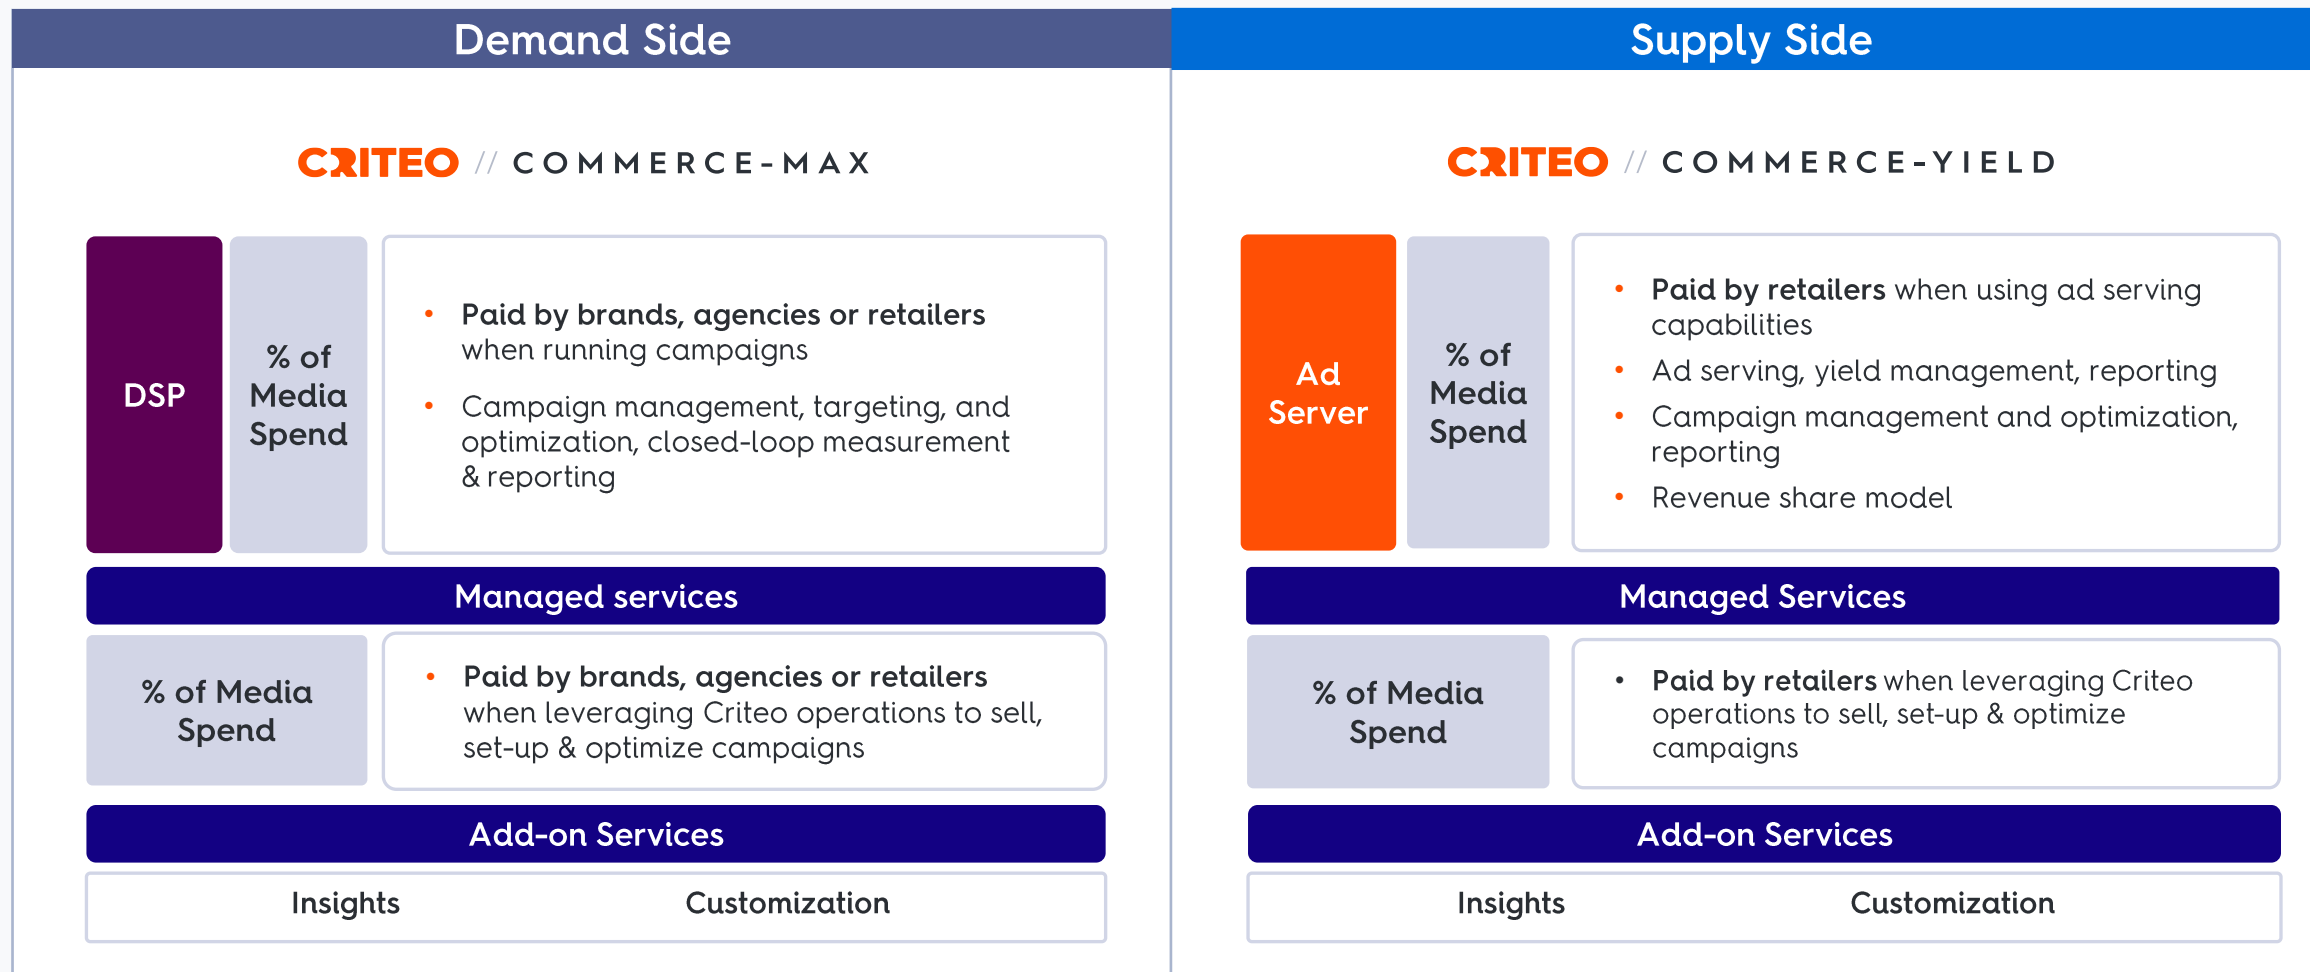 Demand Side
CRITEO // COMMERCE-MAX
DSP
% of
Media
Spend
• Paid by brands, agencies or retailers
when running campaigns
• Campaign management, targeting, and
optimization, closed-loop measurement
& reporting
Managed services
% of Media
Spend
• Paid by brands, agencies or retailers
when leveraging Criteo operations to sell,
set-up & optimize campaigns
Add-on Services
Insights Customization
Supply Side
CRITEO // COMMERCE-YIELD
Ad
Server
% of
Media
Spend
• Paid by retailers when using ad serving
capabilities
• Ad serving, yield management, reporting
• Campaign management and optimization,
reporting
• Revenue share model
Managed Services
% of Media
Spend
• Paid by retailers when leveraging Criteo
operations to sell, set-up & optimize
campaigns
Add-on Services
Insights Customization